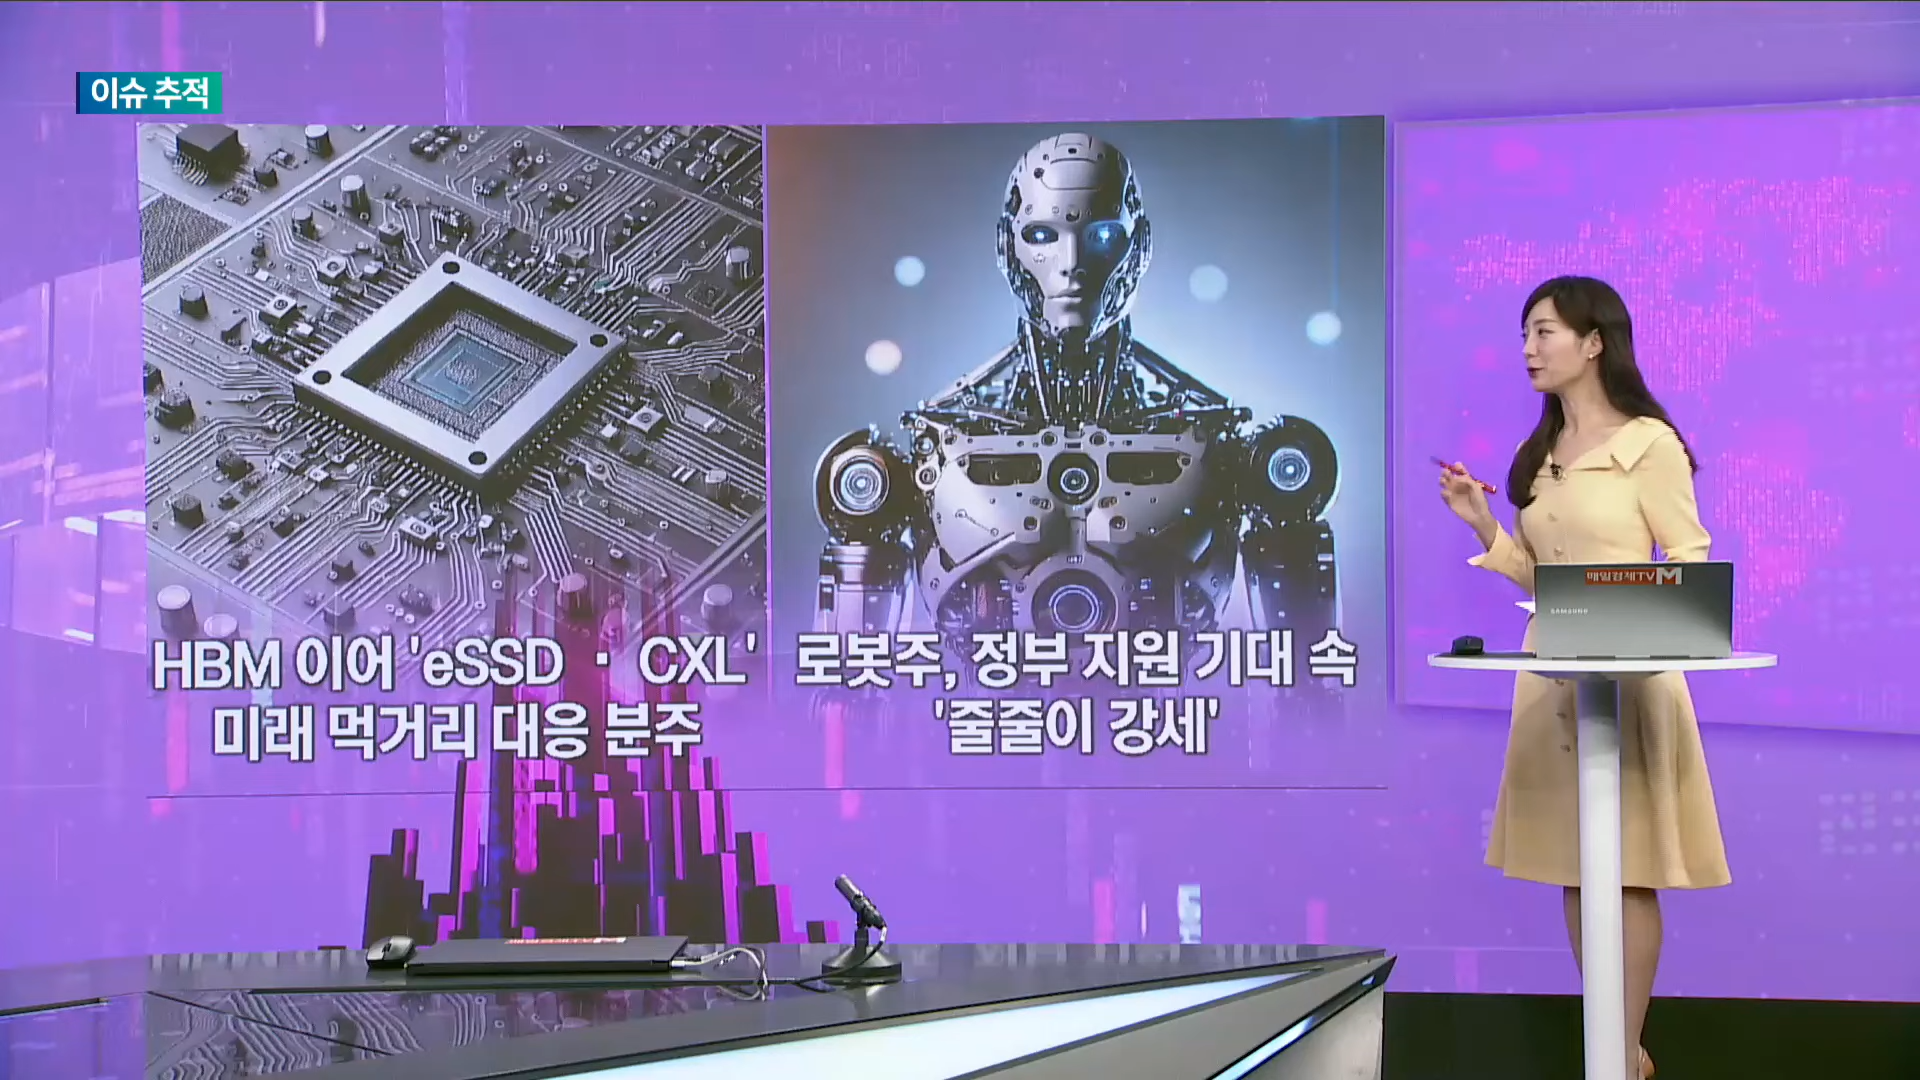 이슈 추적
HBM 이어 'eSSD · CXL'
미래 먹거리 대응 분주
로봇주, 정부 지원 기대 속
'줄줄이 강세'
매일경제TV M
SAMSUNG